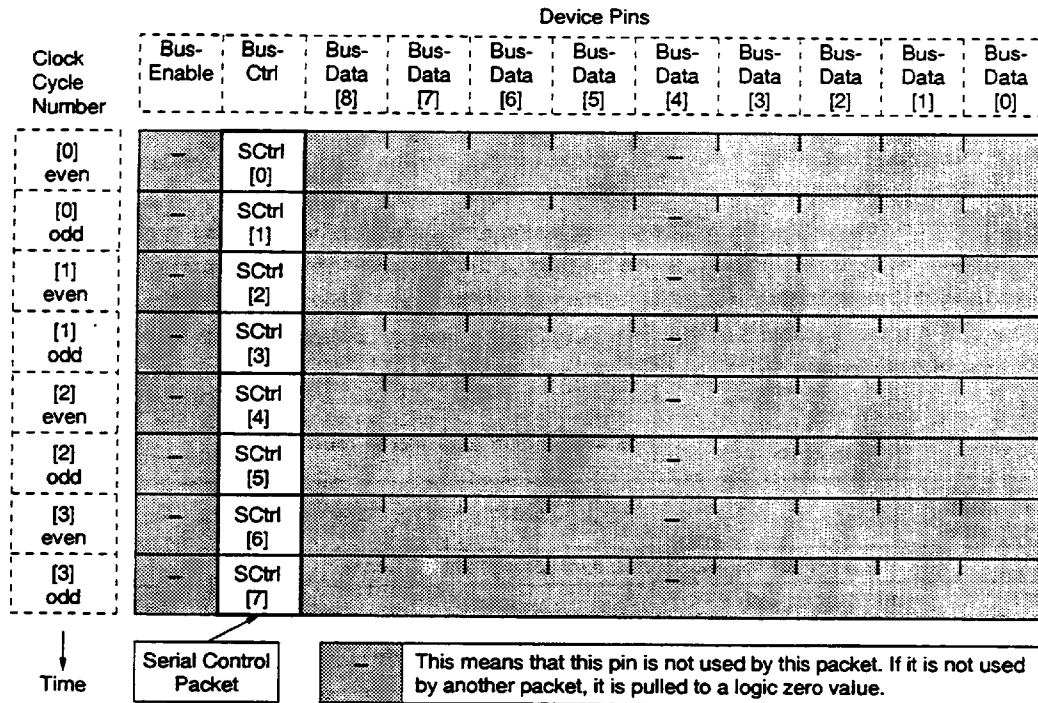 Device Pins
Clock Cycle Number
Bus-Enable Bus-Ctrl Bus-Data [8] Bus-Data [7] Bus-Data [6] Bus-Data [5] Bus-Data [4] Bus-Data [3] Bus-Data [2] Bus-Data [1] Bus-Data [0]
[0] even – SCtrl [0] –
[0] odd – SCtrl [1] –
[1] even – SCtrl [2] –
[1] odd – SCtrl [3] –
[2] even – SCtrl [4] –
[2] odd – SCtrl [5] –
[3] even – SCtrl [6] –
[3] odd – SCtrl [7] –
Time
Serial Control
Packet
– This means that this pin is not used by this packet. If it is not used
by another packet, it is pulled to a logic zero value.